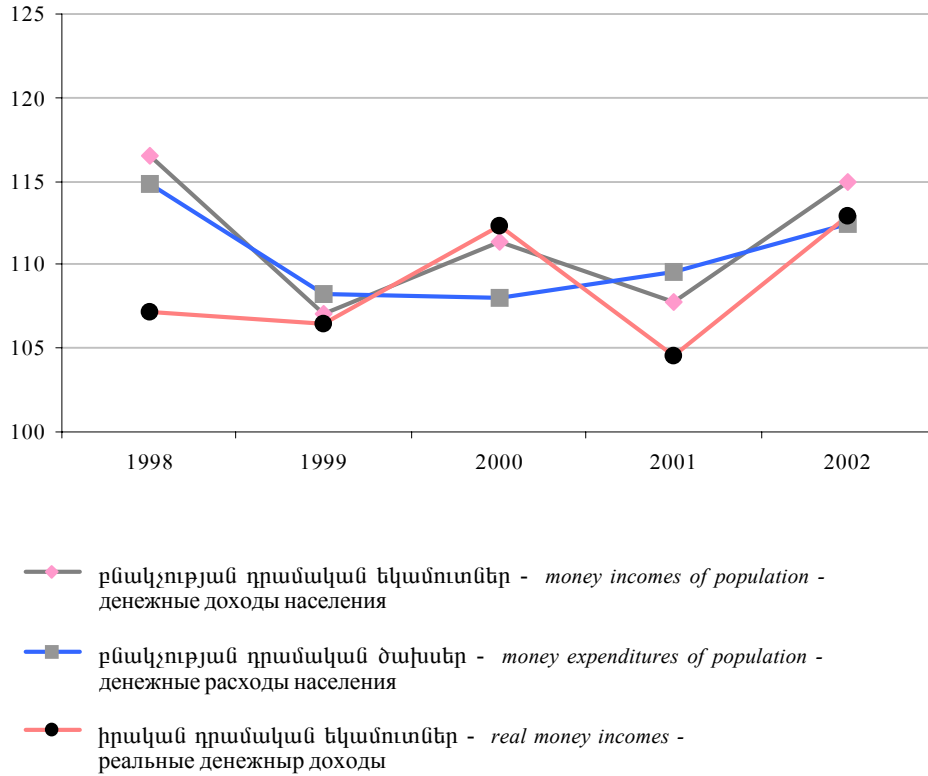 125
120
115
110
105
100
1998 1999 2000 2001 2002
բնակչության դրամական եկամուտներ - money incomes of population -
денежные доходы населения
բնակչության դրամական ծախսեր - money expenditures of population -
денежные расходы населения
իրական դրամական եկամուտներ - real money incomes -
реальные денежныр доходы